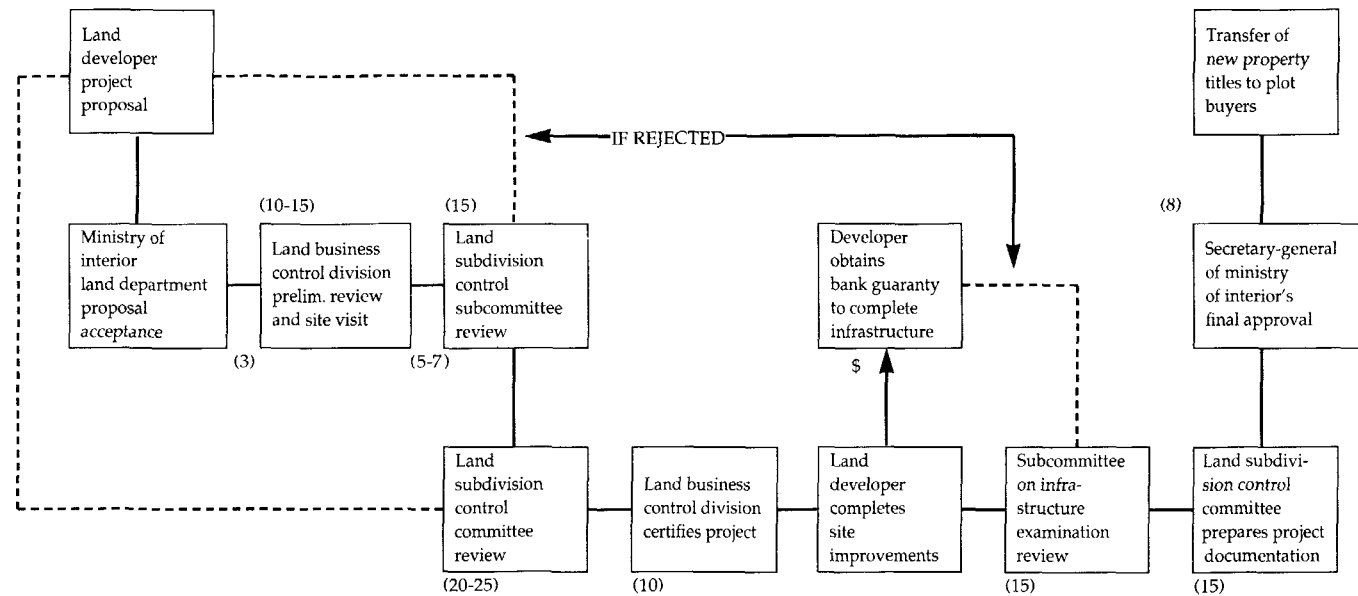 Land
developer
project
proposal
Transfer of
new property
titles to plot
buyers
IF REJECTED
(10-15)
(15)
(8)
Ministry of
interior
land department
proposal
acceptance
Land business
control division
prelim. review
and site visit
Land
subdivision
control
subcommittee
review
Developer
obtains
bank guaranty
to complete
infrastructure
Secretary-general
of ministry
of interior's
final approval
(3)
(5-7)
$
Land
subdivision
control
committee
review
Land business
control division
certifies project
Land
developer
completes
site
improvements
Subcommittee
on infra-
structure
examination
review
Land subdivi-
sion control
committee
prepares project
documentation
(20-25)
(10)
(15)
(15)